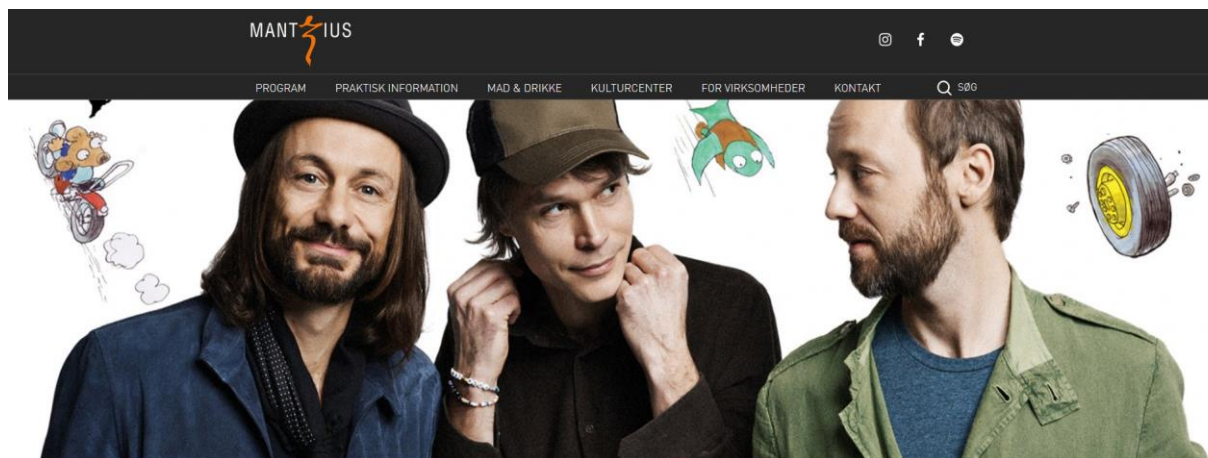 MANTZIUS
PROGRAM PRAKTISK INFORMATION MAD & DRIKKE KULTURCENTER FOR VIRKSOMHEDER KONTAKT SØG